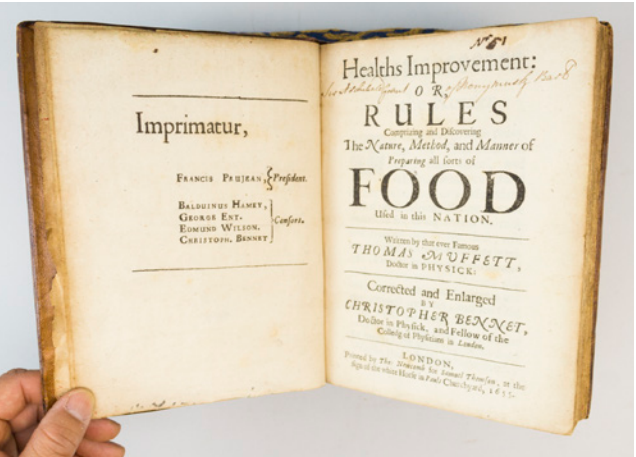 Imprimatur,
FRANCIS PRUJEAN, President.
BALDUINUS HAMEY,
GEORGE ENT.
EDMUND WILSON.
CHRISTOPH. BENNET
Censors.
Nº 51
Healths Improvement:
OR,
RULES
Comprizing and Discovering
The Nature, Method, and Manner of
Preparing all sorts of
FOOD
Used in this NATION.
Written by that ever Famous
THOMAS MUFFETT,
Doctor in PHYSICK:
Corrected and Enlarged
BY
CHRISTOPHER BENNET,
Doctor in Physick, and Fellow of the
Colledg of Physitians in London.
LONDON,
Printed by Tho: Newcomb for Samuel Thomson, at the
sign of the white Horse in Pauls Churchyard, 1655.